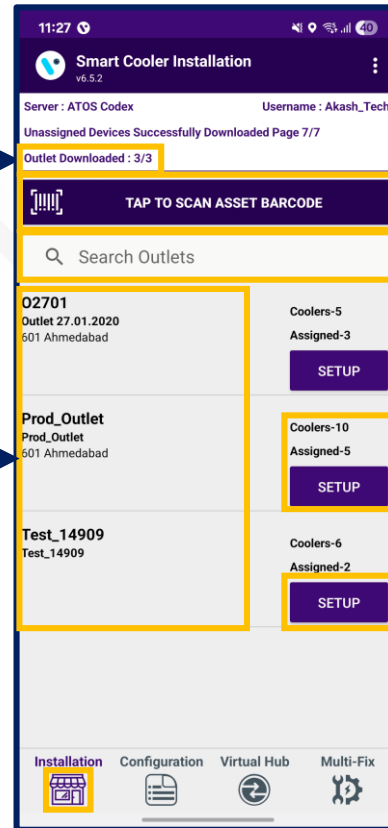 11:27
40
Smart Cooler Installation
v6.5.2
Server : ATOS Codex Username : Akash_Tech
Unassigned Devices Successfully Downloaded Page 7/7
Outlet Downloaded : 3/3
TAP TO SCAN ASSET BARCODE
Search Outlets
O2701
Outlet 27.01.2020
601 Ahmedabad
Coolers-5
Assigned-3
SETUP
Prod_Outlet
Prod_Outlet
601 Ahmedabad
Coolers-10
Assigned-5
SETUP
Test_14909
Test_14909
Coolers-6
Assigned-2
SETUP
Installation Configuration Virtual Hub Multi-Fix